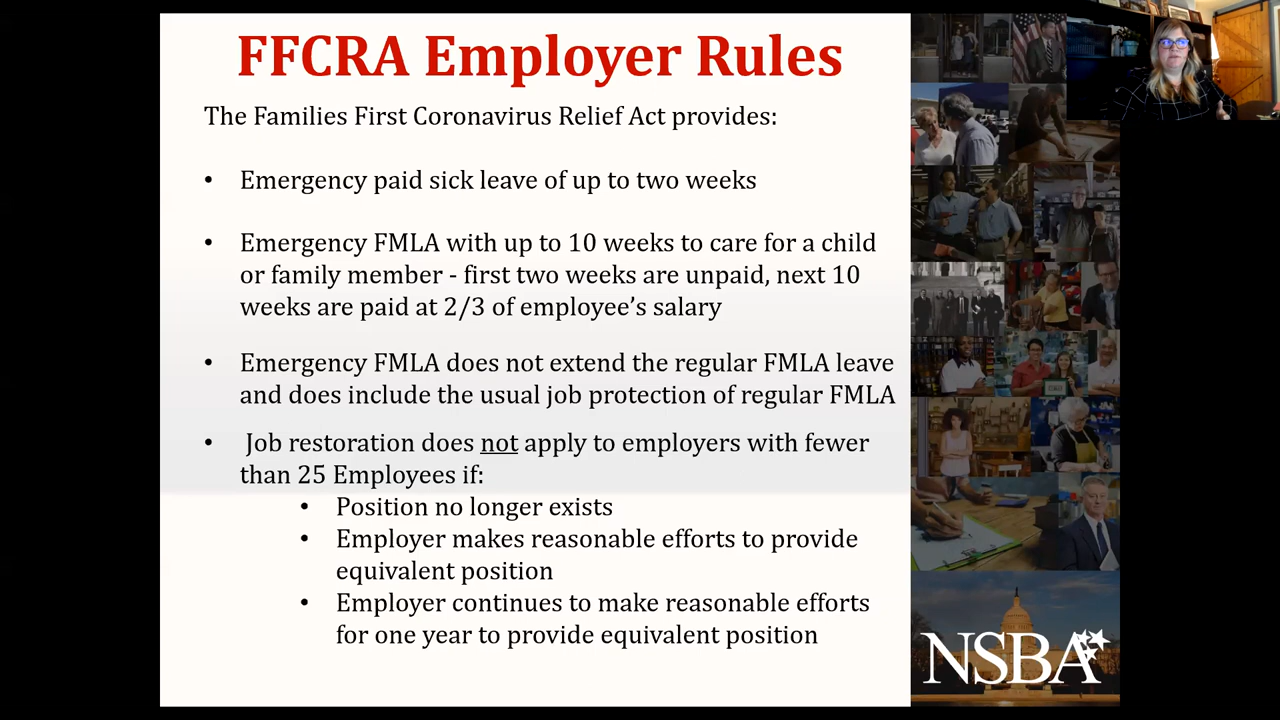 FFCRA Employer Rules
The Families First Coronavirus Relief Act provides:
• Emergency paid sick leave of up to two weeks
• Emergency FMLA with up to 10 weeks to care for a child
or family member - first two weeks are unpaid, next 10
weeks are paid at 2/3 of employee’s salary
• Emergency FMLA does not extend the regular FMLA leave
and does include the usual job protection of regular FMLA
• Job restoration does not apply to employers with fewer
than 25 Employees if:
• Position no longer exists
• Employer makes reasonable efforts to provide
equivalent position
• Employer continues to make reasonable efforts
for one year to provide equivalent position
NSBA